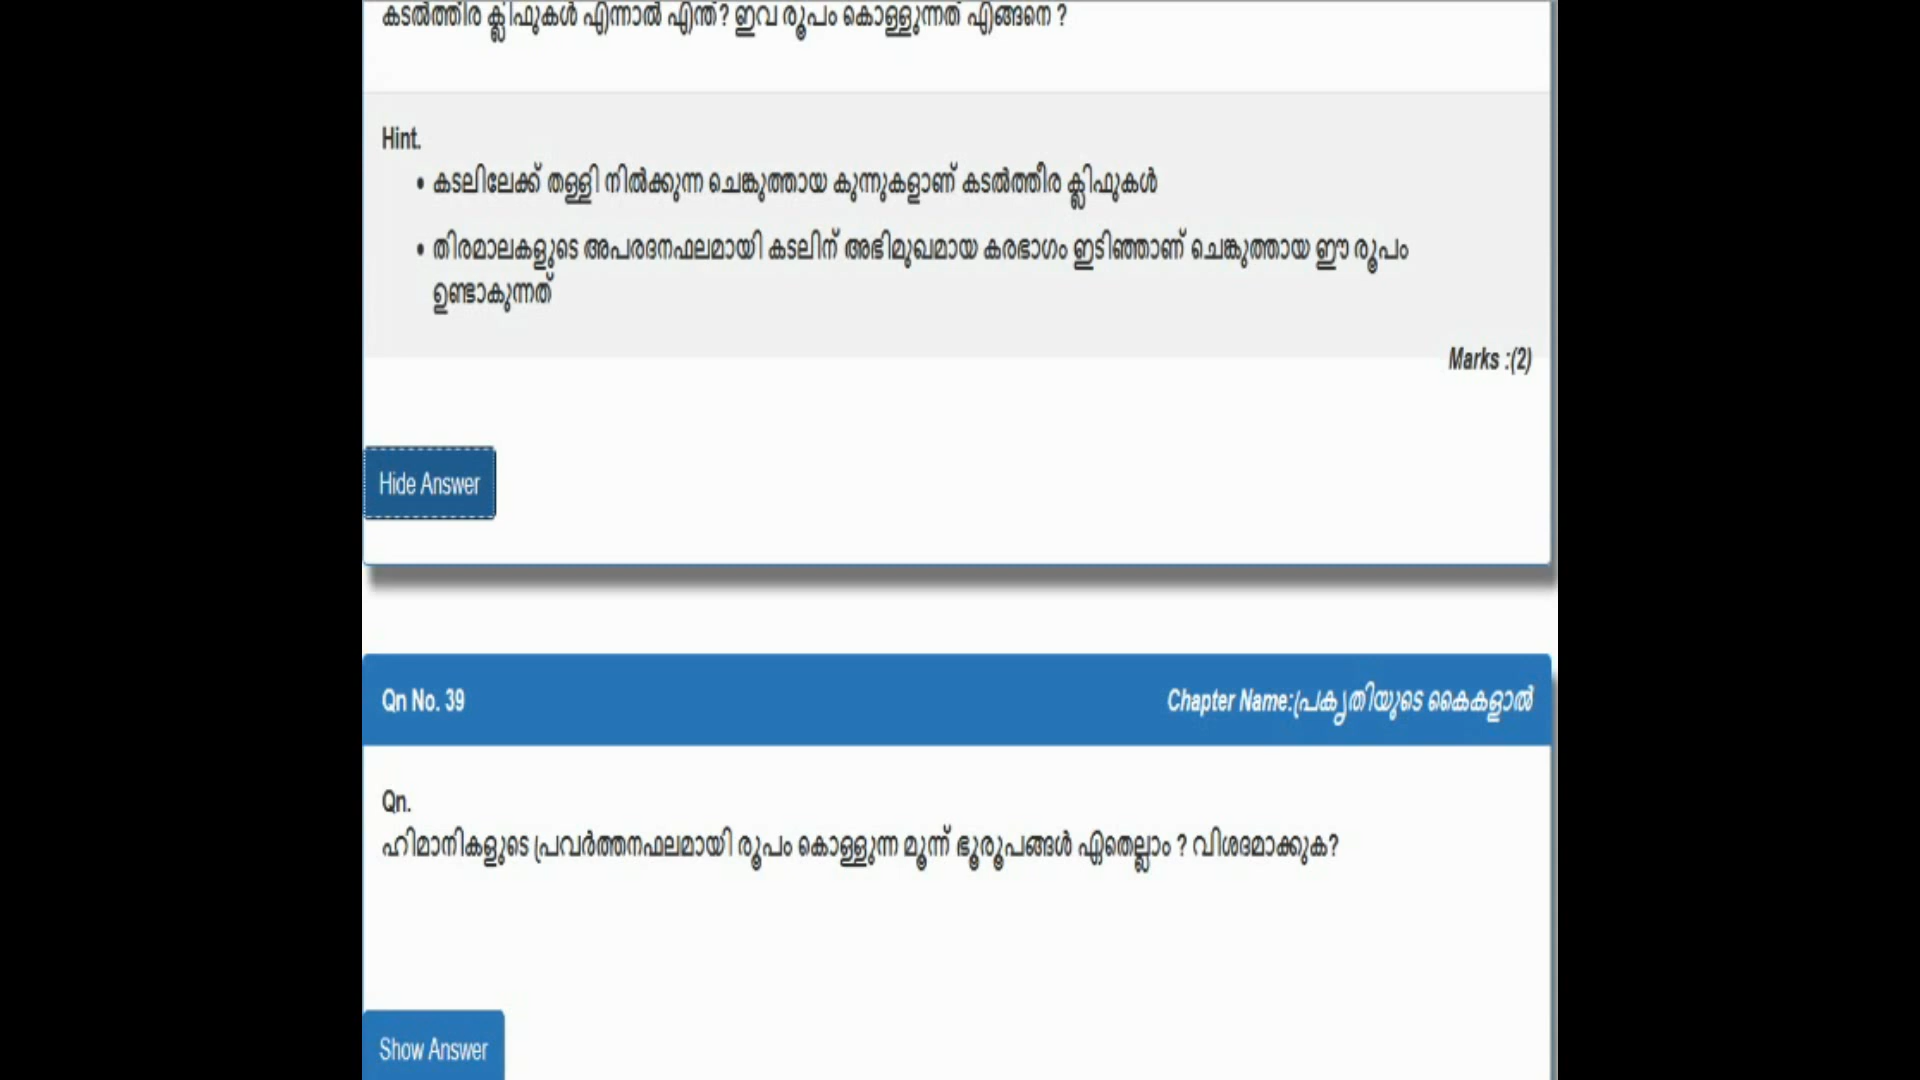 കടൽത്തീര ക്ലിഫുകൾ എന്നാൽ എന്ത്? ഇവ രൂപം കൊള്ളുന്നത് എങ്ങനെ ?
Hint.
• കടലിലേക്ക് തള്ളി നിൽക്കുന്ന ചെങ്കുത്തായ കുന്നുകളാണ് കടൽത്തീര ക്ലിഫുകൾ
• തിരമാലകളുടെ അപരദനഫലമായി കടലിന് അഭിമുഖമായ കരഭാഗം ഇടിഞ്ഞാണ് ചെങ്കുത്തായ ഈ രൂപം
ഉണ്ടാകുന്നത്
Marks :(2)
Hide Answer
Qn No. 39 Chapter Name:പ്രകൃതിയുടെ കൈകളാൽ
Qn.
ഹിമാനികളുടെ പ്രവർത്തനഫലമായി രൂപം കൊള്ളുന്ന മൂന്ന് ഭൂരൂപങ്ങൾ ഏതെല്ലാം ? വിശദമാക്കുക?
Show Answer